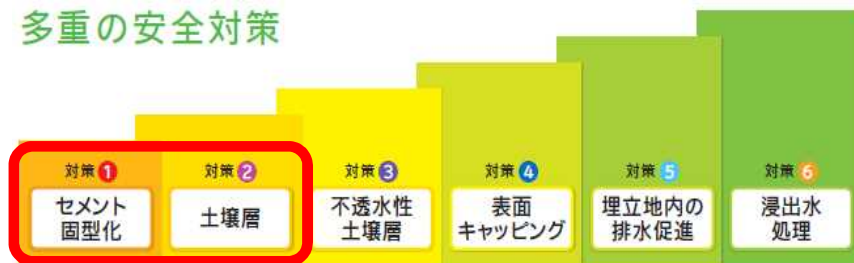 多重の安全対策
対策1
セメント
固型化
対策2
土壌層
対策3
不透水性
土壌層
対策4
表面
キャッピング
対策5
埋立地内の
排水促進
対策6
浸出水
処理